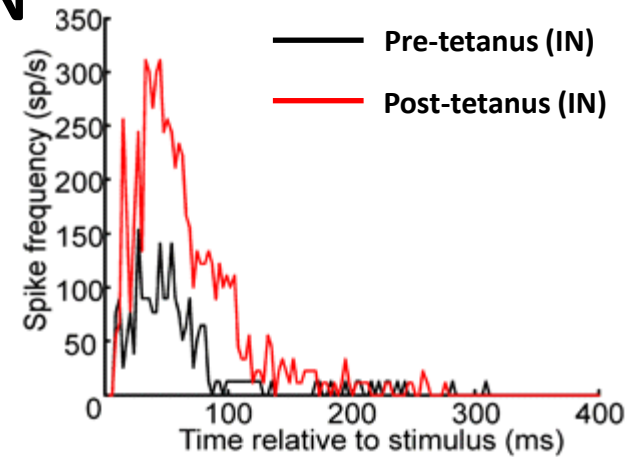 N
350
300
250
200
150
100
50
0
100
200
300
400
Spike frequency (sp/s)
Time relative to stimulus (ms)
Pre-tetanus (IN)
Post-tetanus (IN)